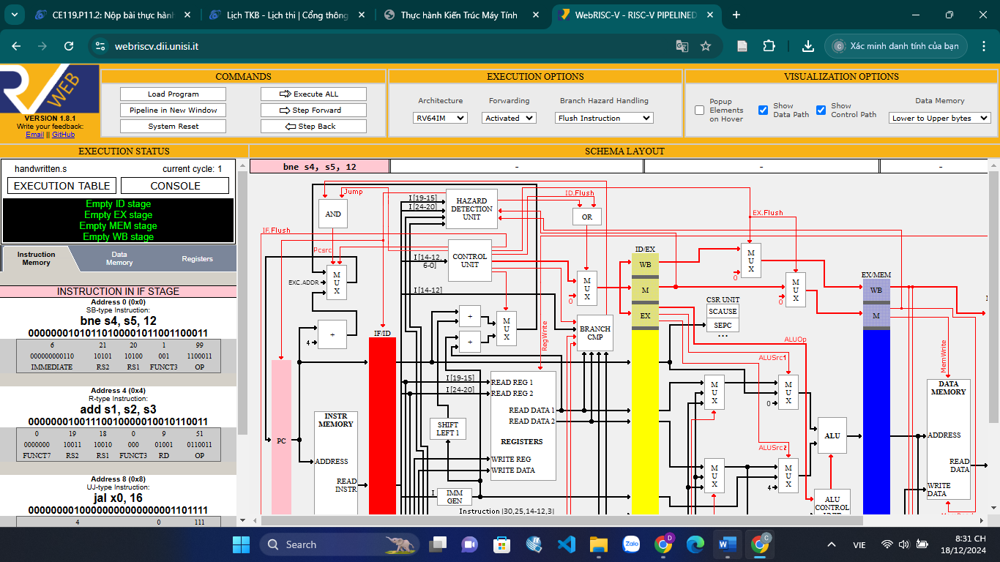 CE119.P11.2: Nộp bài thực hành
Lịch TKB - Lịch thi | Cổng thông
Thực hành Kiến Trúc Máy Tính
WebRISC-V - RISC-V PIPELINED
webriscv.dii.unisi.it
Xác minh danh tính của bạn
WEB
VERSION 1.8.1
Write your feedback:
Email || GitHub
COMMANDS
Load Program
Execute ALL
Pipeline in New Window
Step Forward
System Reset
Step Back
EXECUTION OPTIONS
Architecture
Forwarding
Branch Hazard Handling
RV64IM
Activated
Flush Instruction
VISUALIZATION OPTIONS
Popup
Elements
on Hover
Show
Data Path
Show
Control Path
Data Memory
Lower to Upper bytes
EXECUTION STATUS
SCHEMA LAYOUT
handwritten.s
current cycle: 1
EXECUTION TABLE
CONSOLE
Empty ID stage
Empty EX stage
Empty MEM stage
Empty WB stage
Instruction
Memory
Data
Memory
Registers
INSTRUCTION IN IF STAGE
Address 0 (0x0)
SB-type Instruction:
bne s4, s5, 12
00000001010110100001011001100011
6 21 20 1 99
000000000110 10101 10100 001 1100011
IMMEDIATE RS2 RS1 FUNCT3 OP
Address 4 (0x4)
R-type Instruction:
add s1, s2, s3
00000001001110010000010010110011
0 19 18 0 9 51
0000000 10011 10010 000 01001 0110011
FUNCT7 RS2 RS1 FUNCT3 RD OP
Address 8 (0x8)
UJ-type Instruction:
jal x0, 16
00000000100000000000000001101111
4 0 111
bne s4, s5, 12
-
-
-
Jump
AND
I [19-15]
I [24-20]
HAZARD
DETECTION
UNIT
ID.Flush
OR
EX.Flush
IF.Flush
Pcsrc
I [14-12,
6-0]
CONTROL
UNIT
ID/EX
WB
M
EX
MUX
MUX
MUX
EX/MEM
WB
M
EXC.ADDR
MUX
0
0
0
I [14-12]
+
+
MUX
RegWrite
BRANCH
CMP
CSR UNIT
SCAUSE
SEPC
...
4
+
IF/ID
ALUOp
ALUSrc1
MemWrite
PC
INSTR
MEMORY
ADDRESS
READ
INSTR
I [19-15]
I [24-20]
READ REG 1
READ REG 2
READ DATA 1
READ DATA 2
REGISTERS
WRITE REG
WRITE DATA
SHIFT
LEFT 1
I
IMM
GEN
Instruction [30,25,14-12,3]
MUX
MUX
0
ALU
ALUSrc2
MUX
MUX
4
ALU
CONTROL
DATA
MEMORY
ADDRESS
READ
DATA
WRITE
DATA
Search
VIE
8:31 CH
18/12/2024